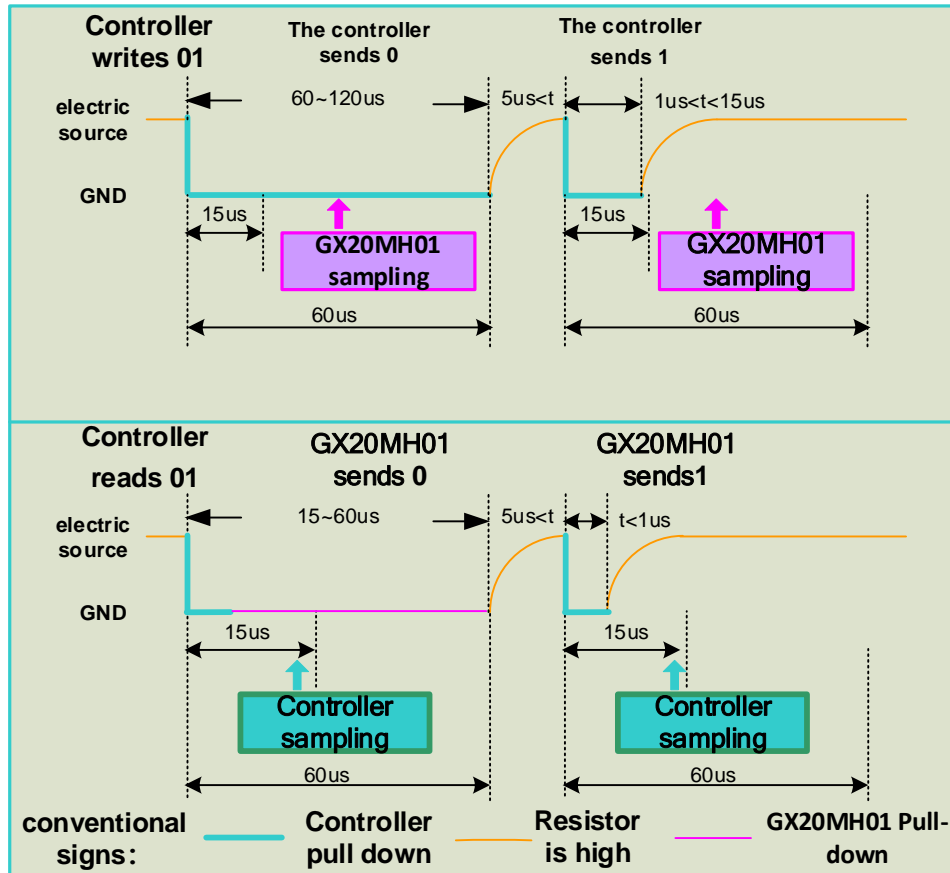 Controller
writes 01
The controller
sends 0
The controller
sends 1
electric
source
60~120us
5us<t
1us<t<15us
GND
15us
GX20MH01
sampling
15us
GX20MH01
sampling
60us
60us
Controller
reads 01
GX20MH01
sends 0
GX20MH01
sends1
electric
source
15~60us
5us<t
t<1us
GND
15us
Controller
sampling
15us
Controller
sampling
60us
60us
conventional
signs:
Controller
pull down
Resistor
is high
GX20MH01 Pull-
down